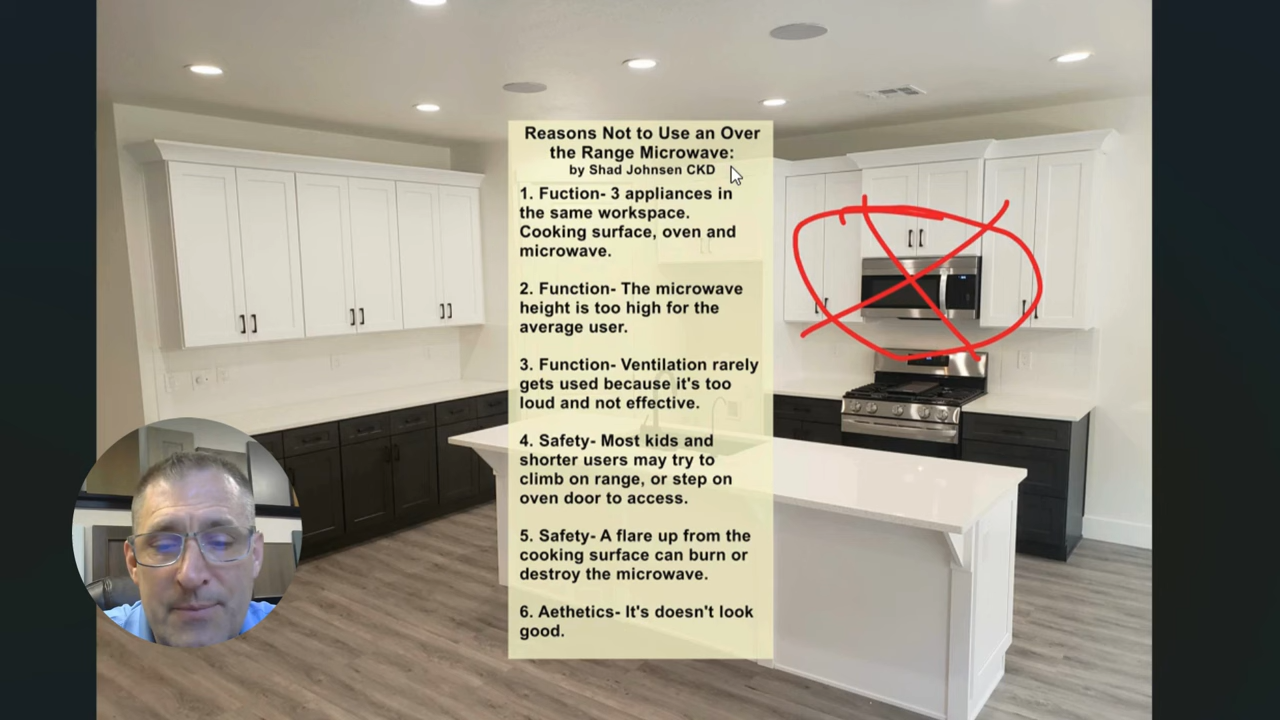 Reasons Not to Use an Over
the Range Microwave:
by Shad Johnsen CKD
1. Fuction- 3 appliances in
the same workspace.
Cooking surface, oven and
microwave.
2. Function- The microwave
height is too high for the
average user.
3. Function- Ventilation rarely
gets used because it's too
loud and not effective.
4. Safety- Most kids and
shorter users may try to
climb on range, or step on
oven door to access.
5. Safety- A flare up from the
cooking surface can burn or
destroy the microwave.
6. Aethetics- It's doesn't look
good.